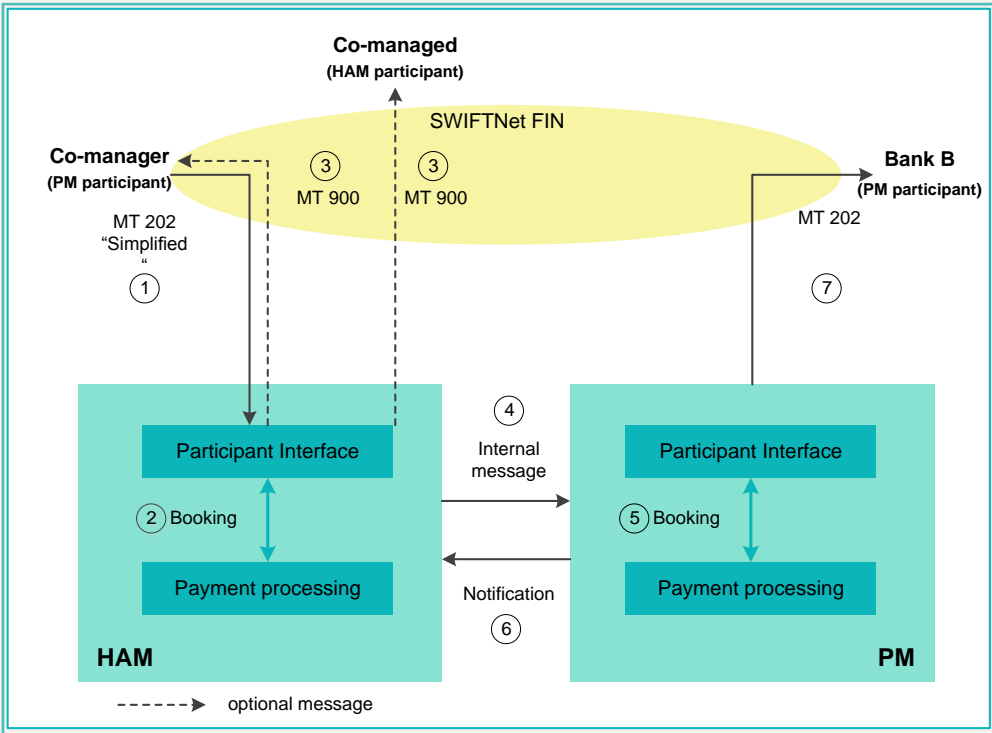 Co-managed
(HAM participant)
SWIFTNet FIN
Co-manager
(PM participant)
3
MT 900
3
MT 900
Bank B
(PM participant)
MT 202
“Simplified
“
1
MT 202
7
4
Internal
message
Participant Interface
2 Booking
Payment processing
HAM
Notification
6
Participant Interface
5 Booking
Payment processing
PM
optional message